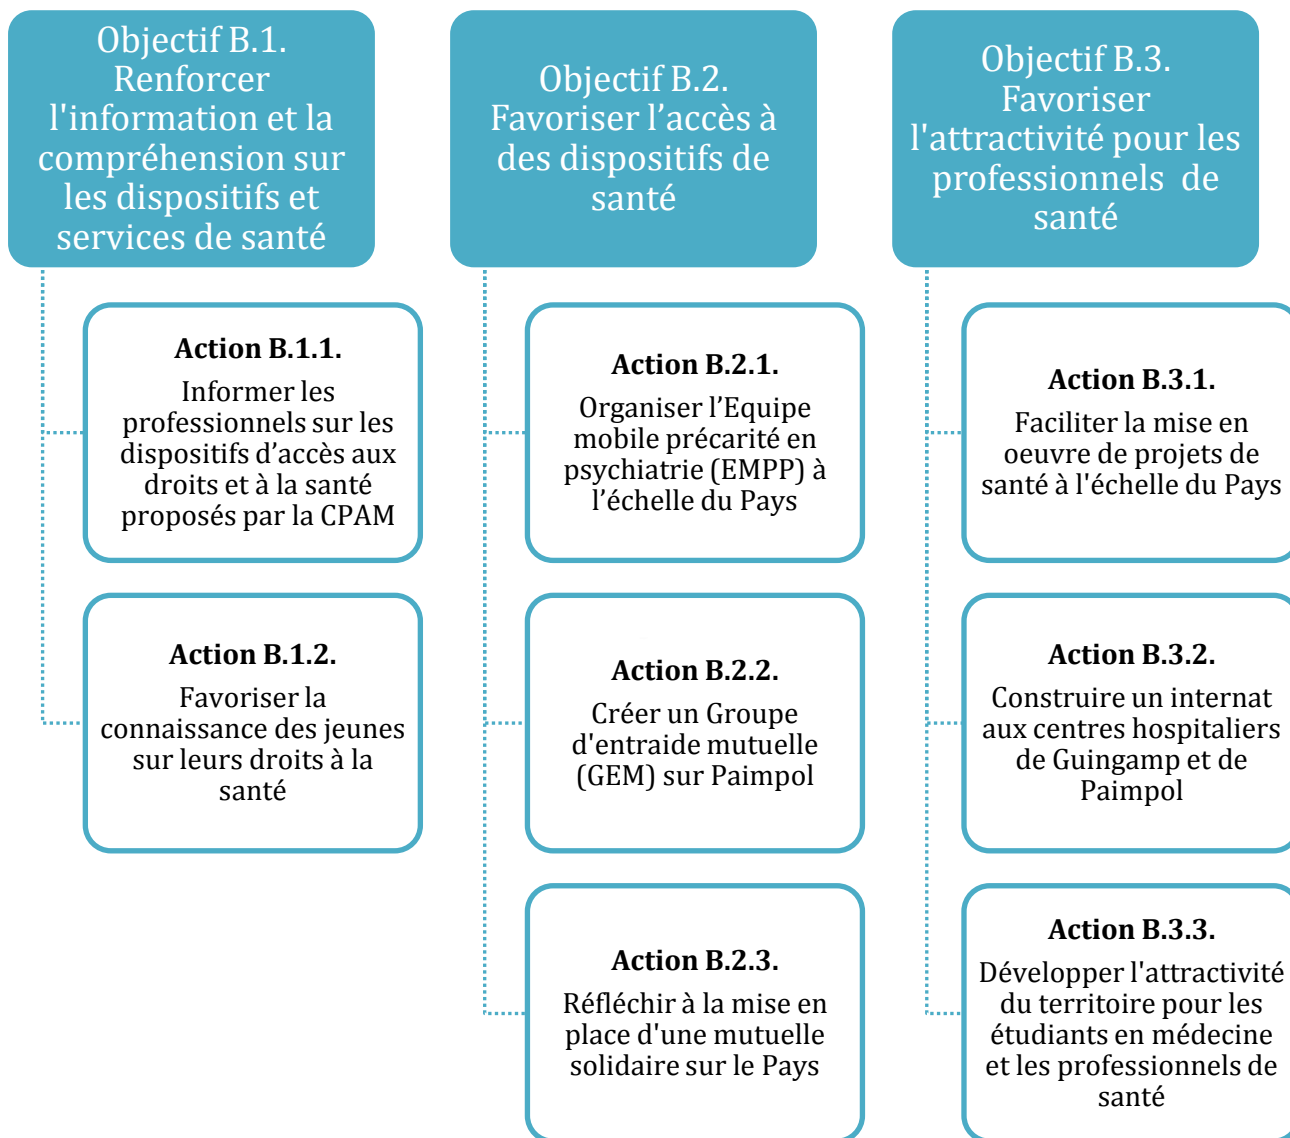 Objectif B.1.
Renforcer
l'information et la
compréhension sur
les dispositifs et
services de santé
Action B.1.1.
Informer les
professionnels sur les
dispositifs d’accès aux
droits et à la santé
proposés par la CPAM
Action B.1.2.
Favoriser la
connaissance des jeunes
sur leurs droits à la
santé
Objectif B.2.
Favoriser l’accès à
des dispositifs de
santé
Action B.2.1.
Organiser l’Equipe
mobile précarité en
psychiatrie (EMPP) à
l’échelle du Pays
Action B.2.2.
Créer un Groupe
d'entraide mutuelle
(GEM) sur Paimpol
Action B.2.3.
Réfléchir à la mise en
place d'une mutuelle
solidaire sur le Pays
Objectif B.3.
Favoriser
l'attractivité pour les
professionnels  de
santé
Action B.3.1.
Faciliter la mise en
oeuvre de projets de
santé à l'échelle du Pays
Action B.3.2.
Construire un internat
aux centres hospitaliers
de Guingamp et de
Paimpol
Action B.3.3.
Développer l'attractivité
du territoire pour les
étudiants en médecine
et les professionnels de
santé